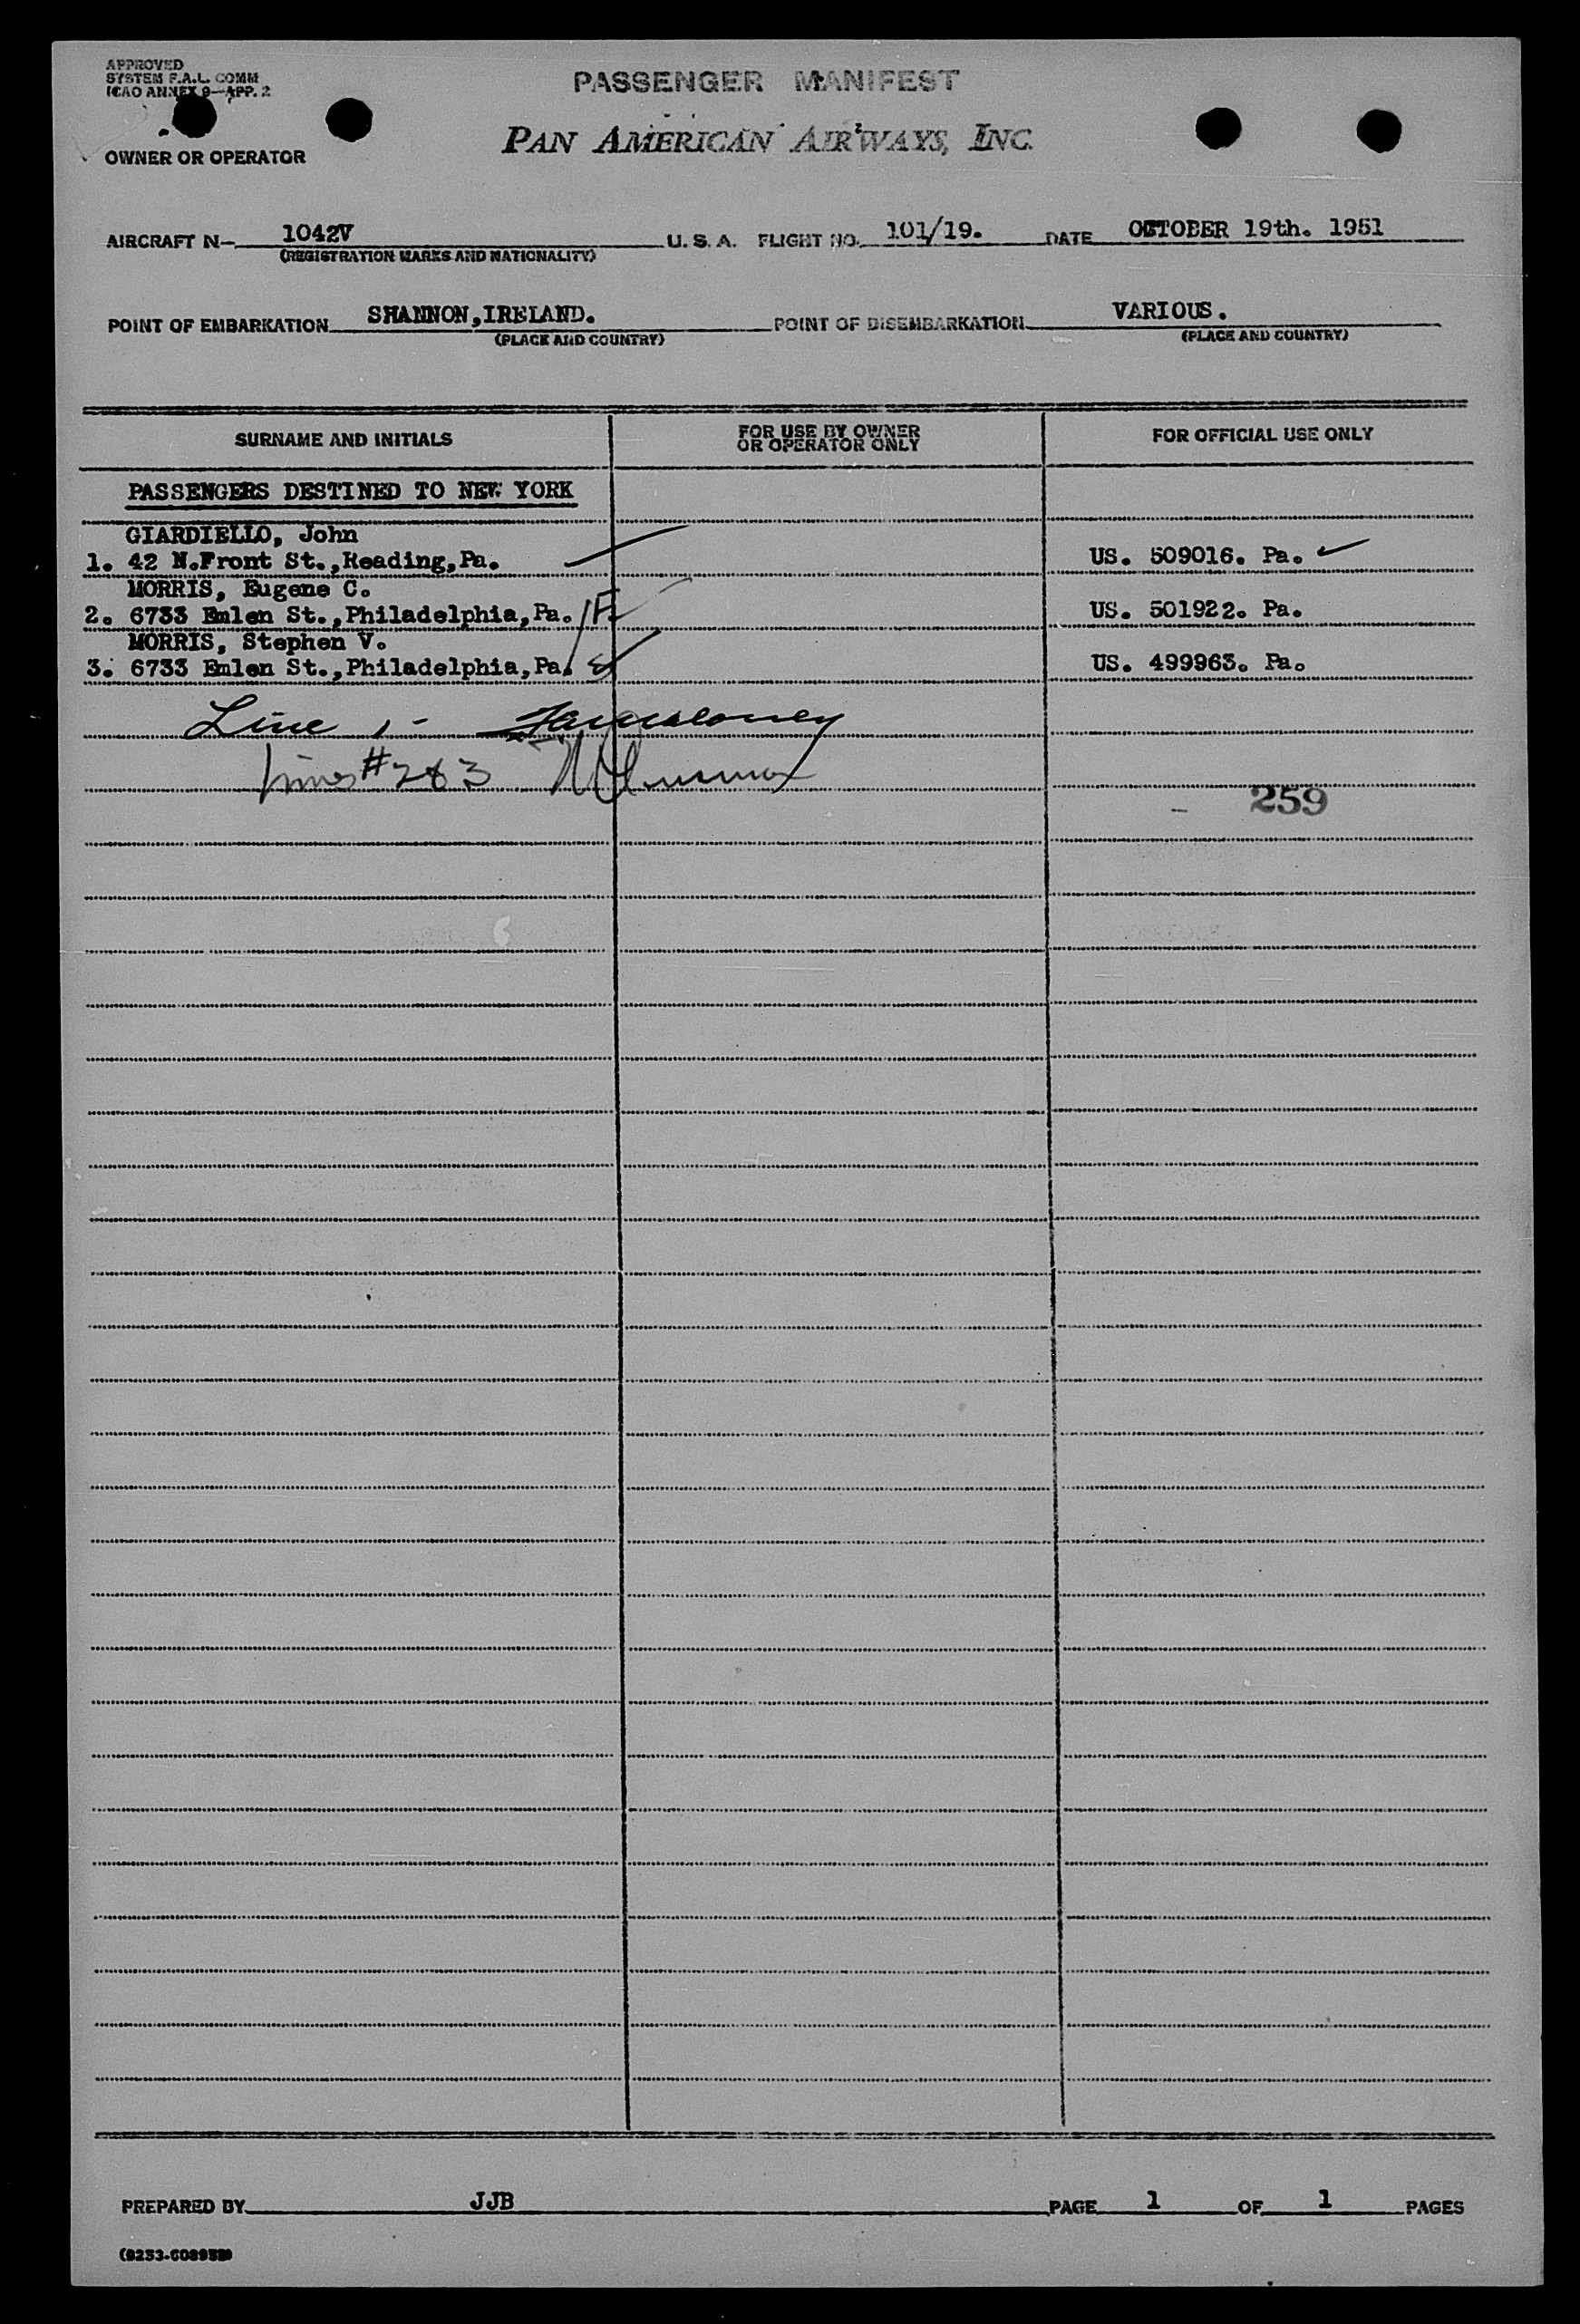 APPROVED
SYSTEM F.A.L. COMM
ICAO ANNEX 9—APP. 2
PASSENGER MANIFEST
PAN AMERICAN AIRWAYS, INC.
OWNER OR OPERATOR
AIRCRAFT N— 1042V U. S. A. FLIGHT NO. 101/19. DATE OCTOBER 19th. 1951
(REGISTRATION MARKS AND NATIONALITY)
POINT OF EMBARKATION SHANNON,IRELAND. POINT OF DISEMBARKATION VARIOUS.
(PLACE AND COUNTRY) (PLACE AND COUNTRY)
SURNAME AND INITIALS FOR USE BY OWNER OR OPERATOR ONLY FOR OFFICIAL USE ONLY
PASSENGERS DESTINED TO NEW YORK
GIARDIELLO, John
1. 42 N.Front St.,Reading,Pa. US. 509016. Pa.
MORRIS, Eugene C.
2. 6733 Emlen St.,Philadelphia,Pa. US. 501922. Pa.
MORRIS, Stephen V.
3. 6733 Emlen St.,Philadelphia,Pa. US. 499963. Pa.
Line 1 -
Lines #2&3
259
PREPARED BY JJB PAGE 1 OF 1 PAGES